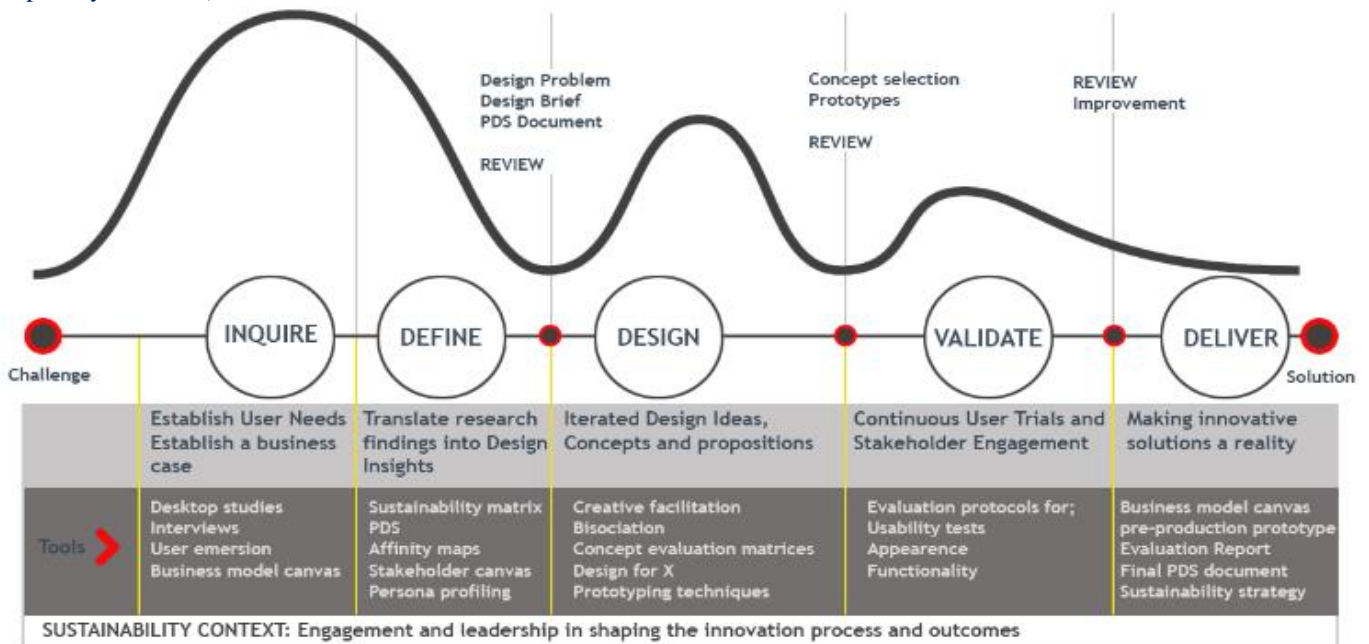 Design Problem
Design Brief
PDS Document
REVIEW
Concept selection
Prototypes
REVIEW
REVIEW
Improvement
INQUIRE
DEFINE
DESIGN
VALIDATE
DELIVER
Challenge
Solution
Establish User Needs
Establish a business
case
Translate research
findings into Design
Insights
Iterated Design Ideas,
Concepts and propositions
Continuous User Trials and
Stakeholder Engagement
Making innovative
solutions a reality
Tools
Desktop studies
Interviews
User emersion
Business model canvas
Sustainability matrix
PDS
Affinity maps
Stakeholder canvas
Persona profiling
Creative facilitation
Bisociation
Concept evaluation matrices
Design for X
Prototyping techniques
Evaluation protocols for;
Usability tests
Appearence
Functionality
Business model canvas
pre-production prototype
Evaluation Report
Final PDS document
Sustainability strategy
SUSTAINABILITY CONTEXT: Engagement and leadership in shaping the innovation process and outcomes